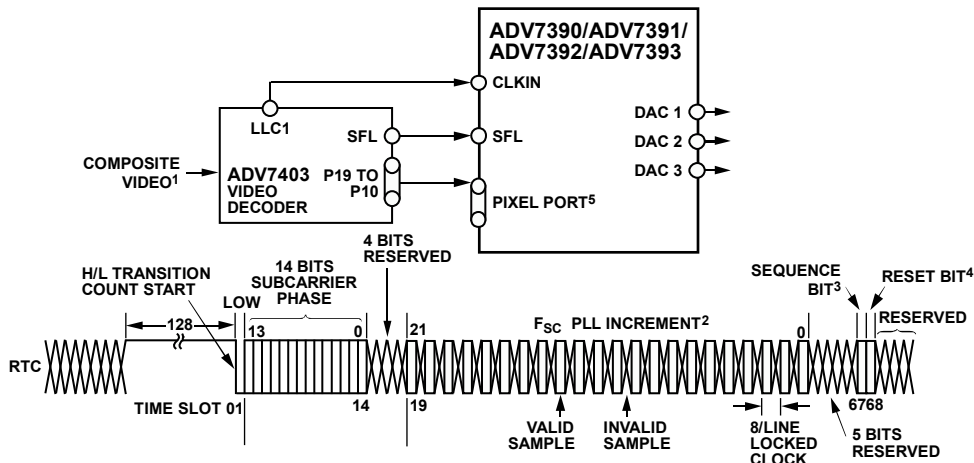 ADV7390/ADV7391/
ADV7392/ADV7393
CLKIN
DAC 1
LLC1
SFL
SFL
DAC 2
COMPOSITE
VIDEO1
ADV7403
VIDEO
DECODER
P19 TO
P10
DAC 3
PIXEL PORT5
H/L TRANSITION
COUNT START
LOW
14 BITS
SUBCARRIER
PHASE
4 BITS
RESERVED
SEQUENCE
BIT3
RESET BIT4
RESERVED
128
13
0
21
FSC PLL INCREMENT2
0
RTC
TIME SLOT 01
14
19
VALID
SAMPLE
INVALID
SAMPLE
8/LINE
LOCKED
CLOCK
5 BITS
RESERVED
6768